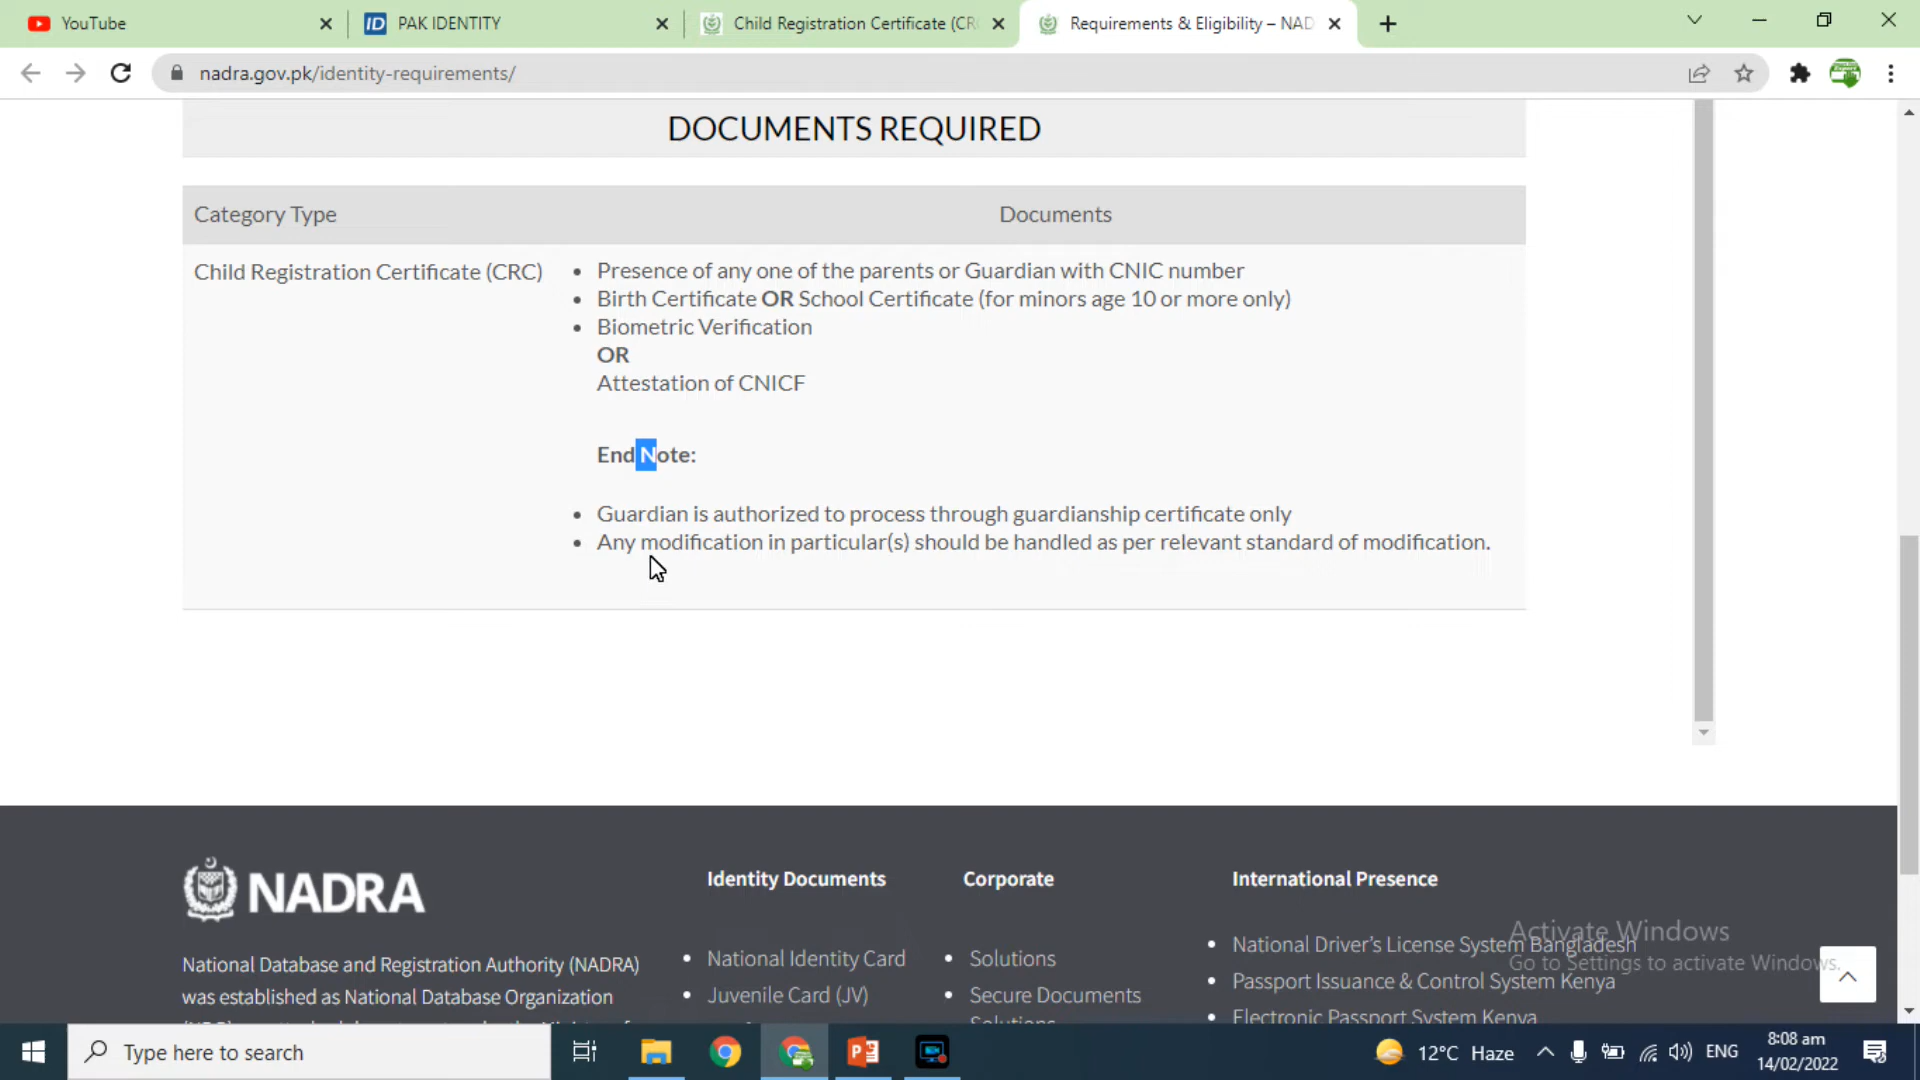 YouTube
PAK IDENTITY
Child Registration Certificate (CR
Requirements & Eligibility – NAD
nadra.gov.pk/identity-requirements/
DOCUMENTS REQUIRED
Category Type
Documents
Child Registration Certificate (CRC)
• Presence of any one of the parents or Guardian with CNIC number
• Birth Certificate OR School Certificate (for minors age 10 or more only)
• Biometric Verification
OR
Attestation of CNICF
End Note:
• Guardian is authorized to process through guardianship certificate only
• Any modification in particular(s) should be handled as per relevant standard of modification.
NADRA
National Database and Registration Authority (NADRA)
was established as National Database Organization
Identity Documents
• National Identity Card
• Juvenile Card (JV)
Corporate
• Solutions
• Secure Documents
Solutions
International Presence
• National Driver's License System Bangladesh
• Passport Issuance & Control System Kenya
Electronic Passport System Kenya
Activate Windows
Go to Settings to activate Windows.
Type here to search
12°C Haze
ENG
8:08 am
14/02/2022